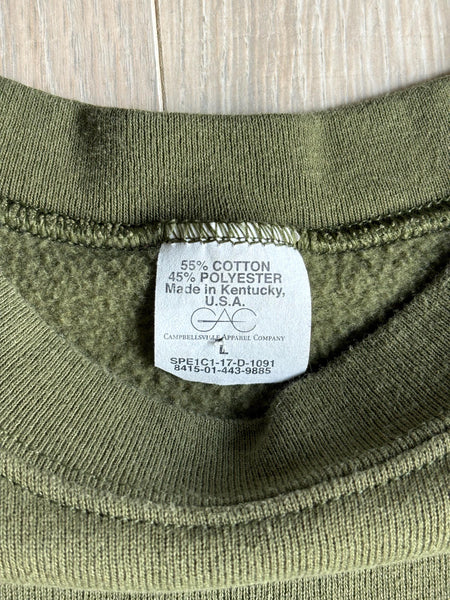 55% COTTON
45% POLYESTER
Made in Kentucky,
U.S.A.
CAC
CAMPBELLSVILLE APPAREL COMPANY
L
SPE1C1-17-D-1091
8415-01-443-9885